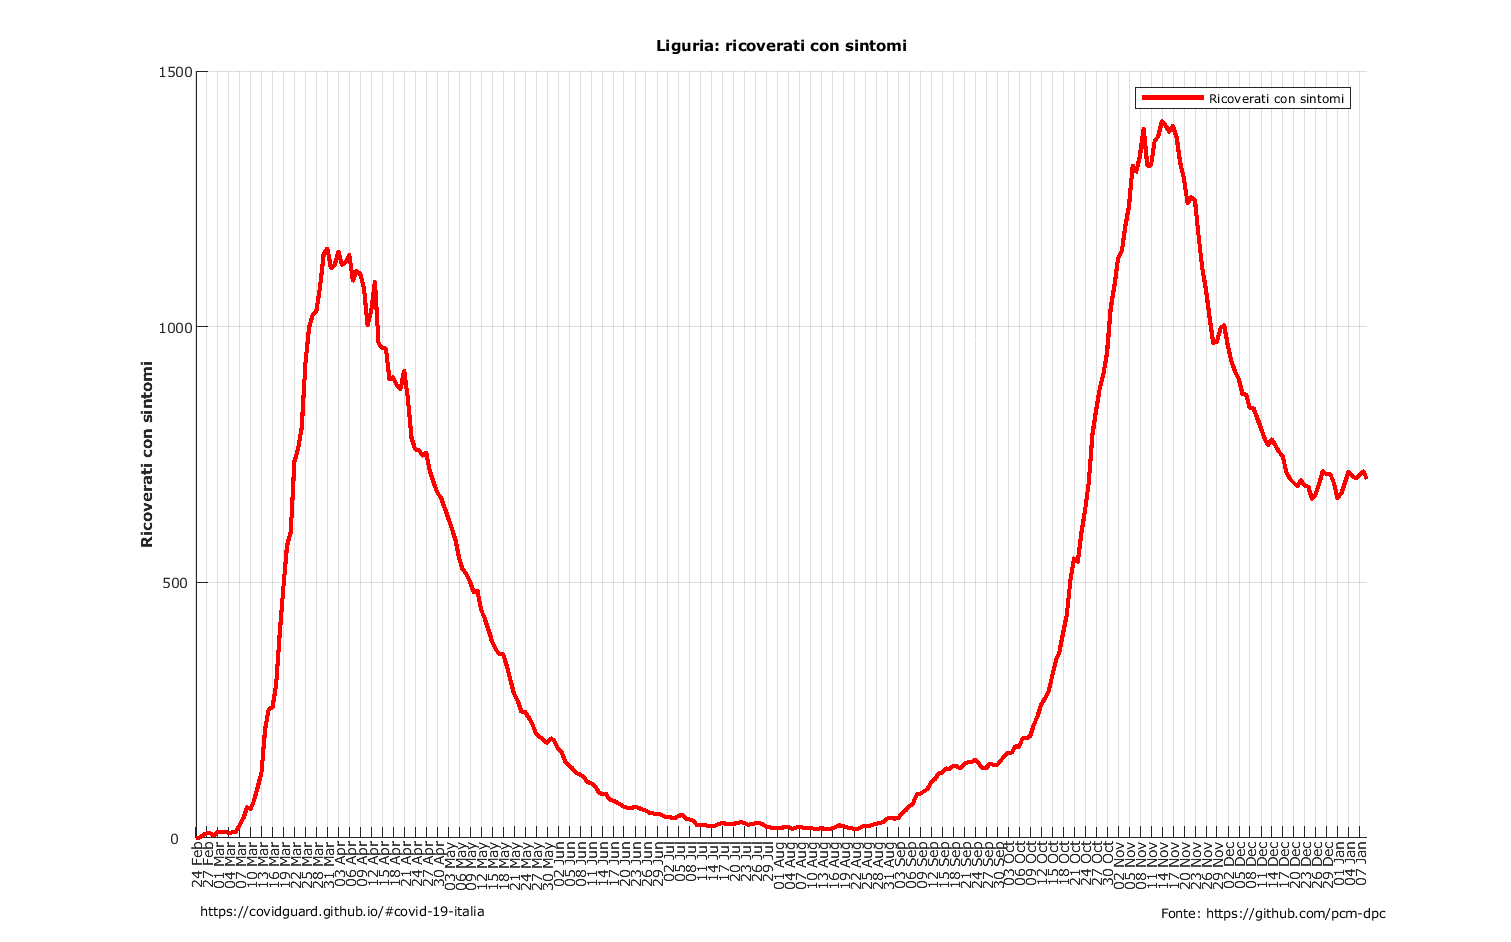 Liguria: ricoverati con sintomi
Ricoverati con sintomi
Ricoverati con sintomi
1500
1000
500
0
24 Feb
27 Feb
01 Mar
04 Mar
07 Mar
10 Mar
13 Mar
16 Mar
19 Mar
22 Mar
25 Mar
28 Mar
31 Mar
03 Apr
06 Apr
09 Apr
12 Apr
15 Apr
18 Apr
21 Apr
24 Apr
27 Apr
30 Apr
03 May
06 May
09 May
12 May
15 May
18 May
21 May
24 May
27 May
30 May
02 Jun
05 Jun
08 Jun
11 Jun
14 Jun
17 Jun
20 Jun
23 Jun
26 Jun
29 Jun
02 Jul
05 Jul
08 Jul
11 Jul
14 Jul
17 Jul
20 Jul
23 Jul
26 Jul
29 Jul
01 Aug
04 Aug
07 Aug
10 Aug
13 Aug
16 Aug
19 Aug
22 Aug
25 Aug
28 Aug
31 Aug
03 Sep
06 Sep
09 Sep
12 Sep
15 Sep
18 Sep
21 Sep
24 Sep
27 Sep
30 Sep
03 Oct
06 Oct
09 Oct
12 Oct
15 Oct
18 Oct
21 Oct
24 Oct
27 Oct
30 Oct
02 Nov
05 Nov
08 Nov
11 Nov
14 Nov
17 Nov
20 Nov
23 Nov
26 Nov
29 Nov
02 Dec
05 Dec
08 Dec
11 Dec
14 Dec
17 Dec
20 Dec
23 Dec
26 Dec
29 Dec
01 Jan
04 Jan
07 Jan
https://covidguard.github.io/#covid-19-italia
Fonte: https://github.com/pcm-dpc